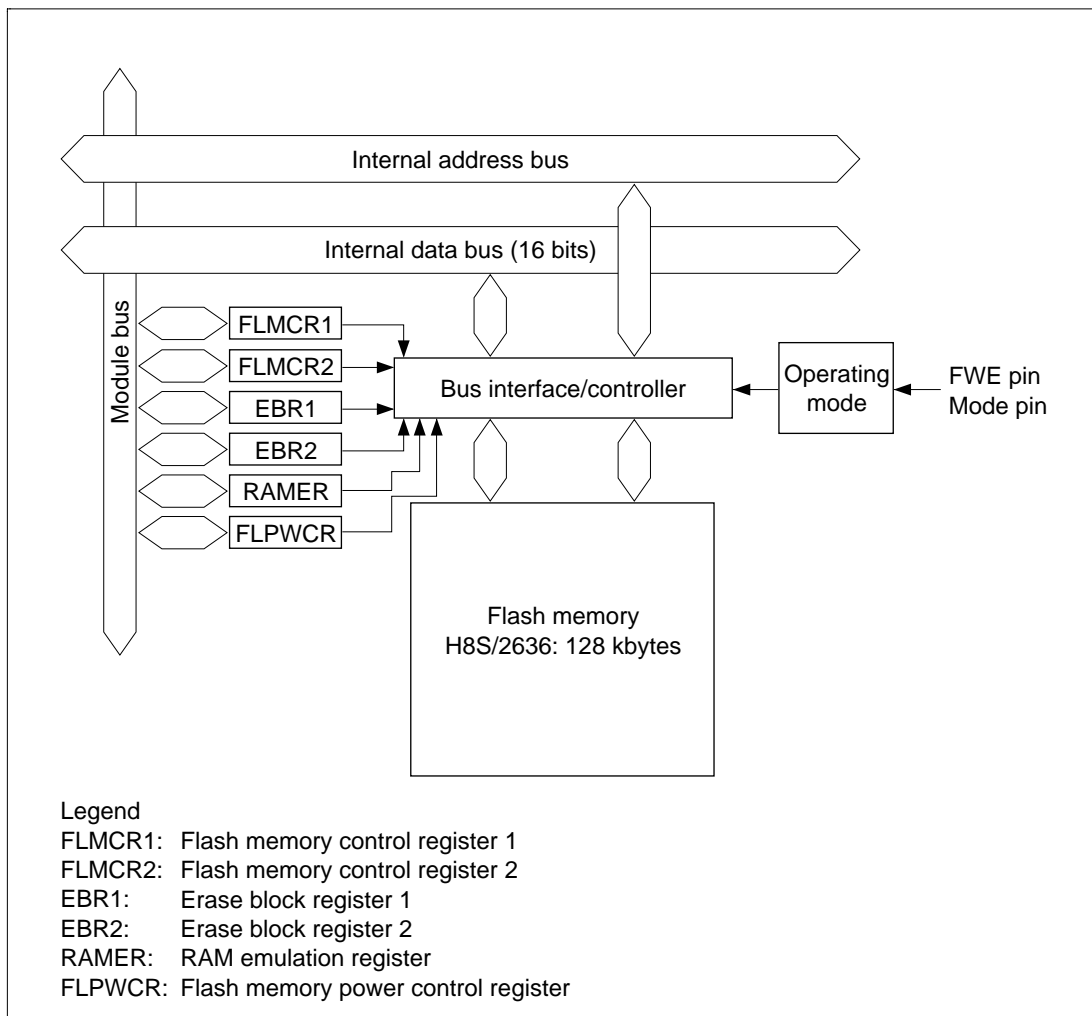 Internal address bus
Internal data bus (16 bits)
Module bus
FLMCR1
FLMCR2
EBR1
EBR2
RAMER
FLPWCR
Bus interface/controller
Operating
mode
FWE pin
Mode pin
Flash memory
H8S/2636: 128 kbytes
Legend
FLMCR1: Flash memory control register 1
FLMCR2: Flash memory control register 2
EBR1: Erase block register 1
EBR2: Erase block register 2
RAMER: RAM emulation register
FLPWCR: Flash memory power control register